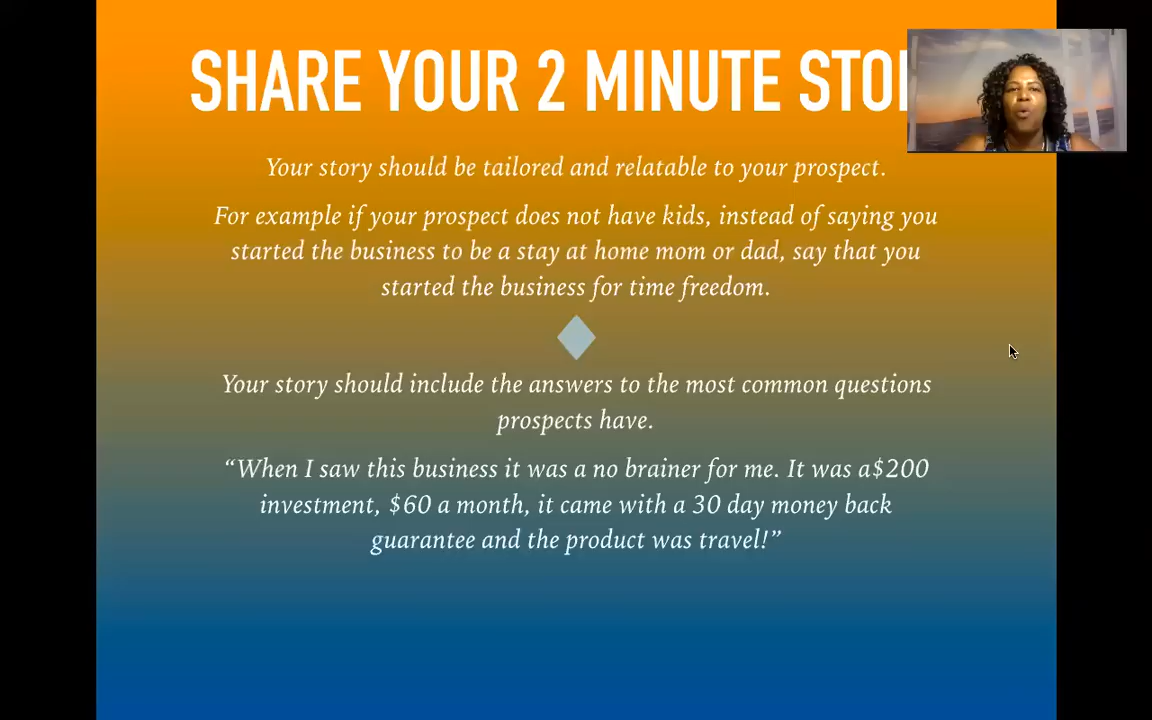 SHARE YOUR 2 MINUTE STO
Your story should be tailored and relatable to your prospect.
For example if your prospect does not have kids, instead of saying you
started the business to be a stay at home mom or dad, say that you
started the business for time freedom.
Your story should include the answers to the most common questions
prospects have.
“When I saw this business it was a no brainer for me. It was a$200
investment, $60 a month, it came with a 30 day money back
guarantee and the product was travel!”